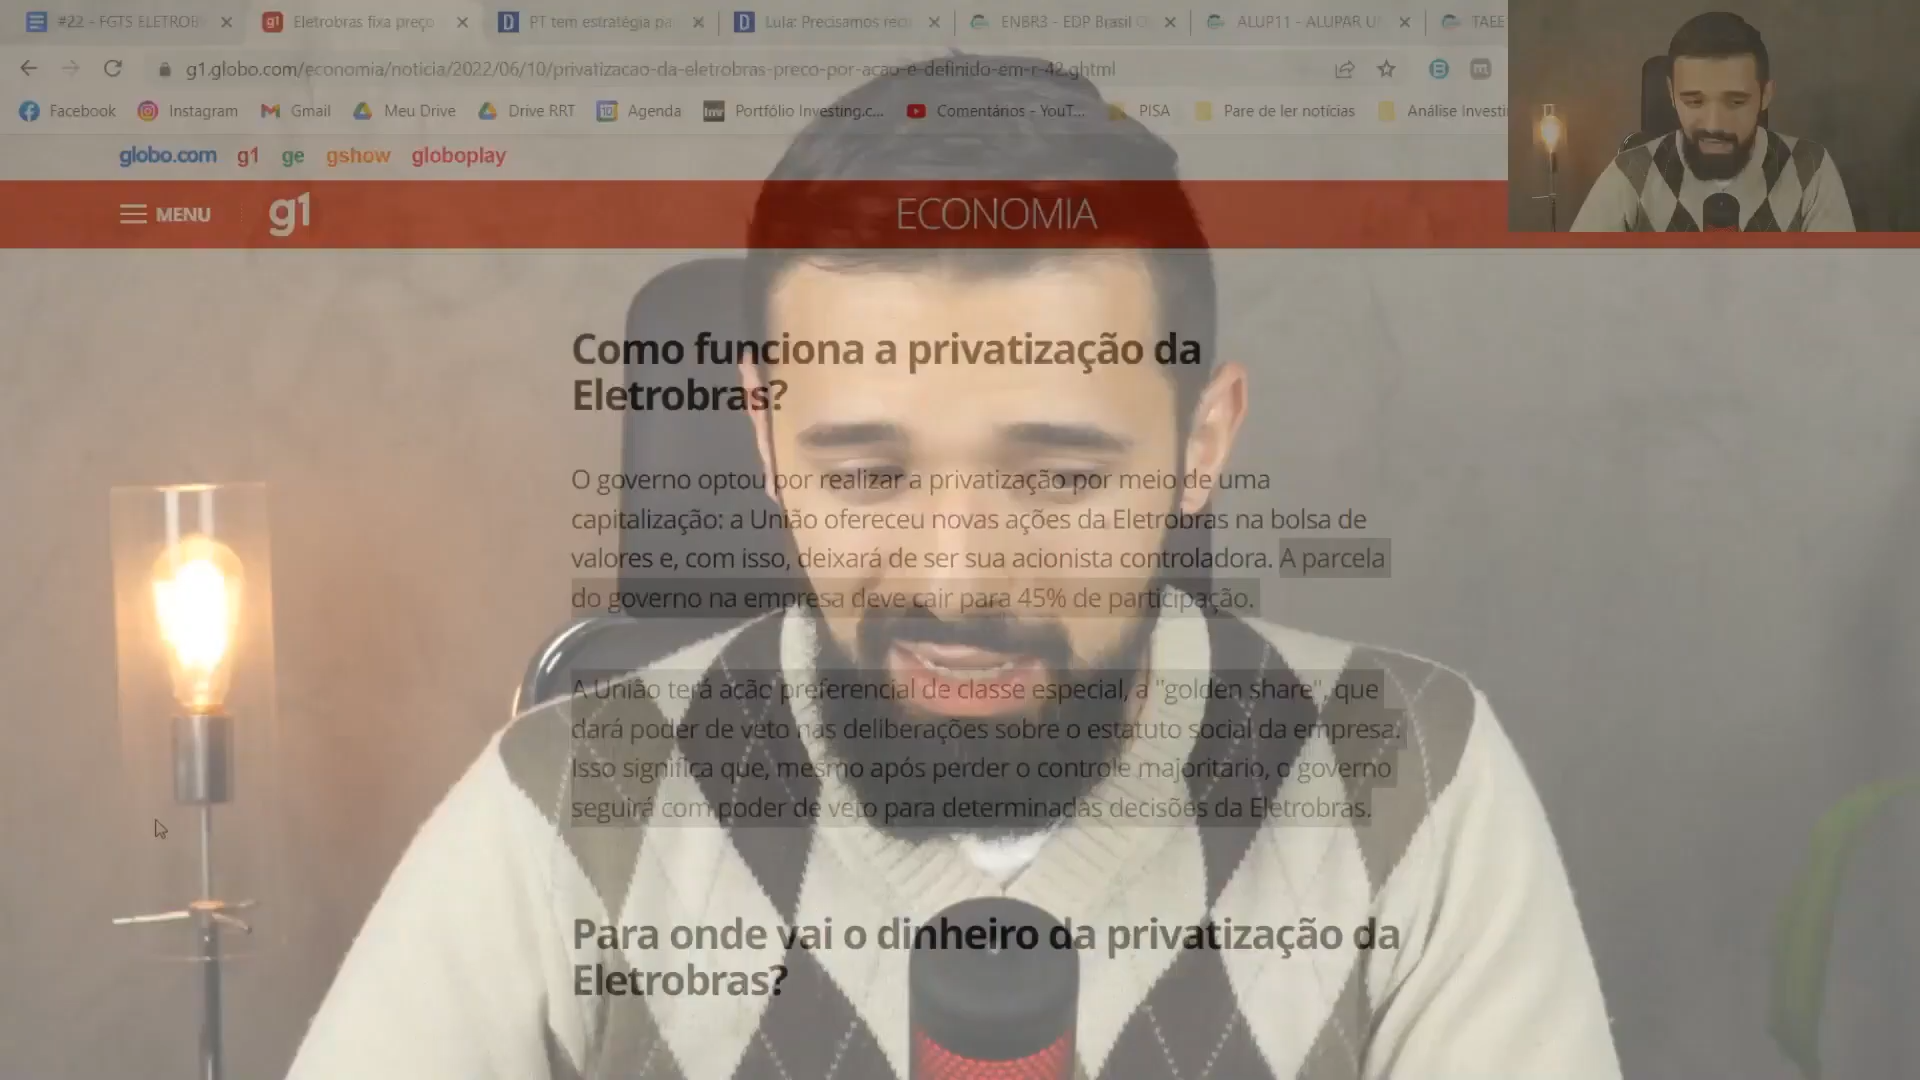 #22 - FGTS ELETROB
Eletrobras fixa preço
PT tem estratégia pa
Lula: Precisamos rec
ENBR3 - EDP Brasil O
ALUP11 - ALUPAR U
TAEE
g1.globo.com/economia/noticia/2022/06/10/privatizacao-da-eletrobras-preco-por-acao-e-definido-em-r-42.ghtml
Facebook
Instagram
Gmail
Meu Drive
Drive RRT
Agenda
Portfólio Investing.c...
Comentários - YouT...
PISA
Pare de ler notícias
Análise Investi
globo.com g1 ge gshow globoplay
MENU g1 ECONOMIA
Como funciona a privatização da
Eletrobras?
O governo optou por realizar a privatização por meio de uma
capitalização: a União ofereceu novas ações da Eletrobras na bolsa de
valores e, com isso, deixará de ser sua acionista controladora. A parcela
do governo na empresa deve cair para 45% de participação.
A União terá ação preferencial de classe especial, a "golden share", que
dará poder de veto nas deliberações sobre o estatuto social da empresa.
Isso significa que, mesmo após perder o controle majoritário, o governo
seguirá com poder de veto para determinadas decisões da Eletrobras.
Para onde vai o dinheiro da privatização da
Eletrobras?